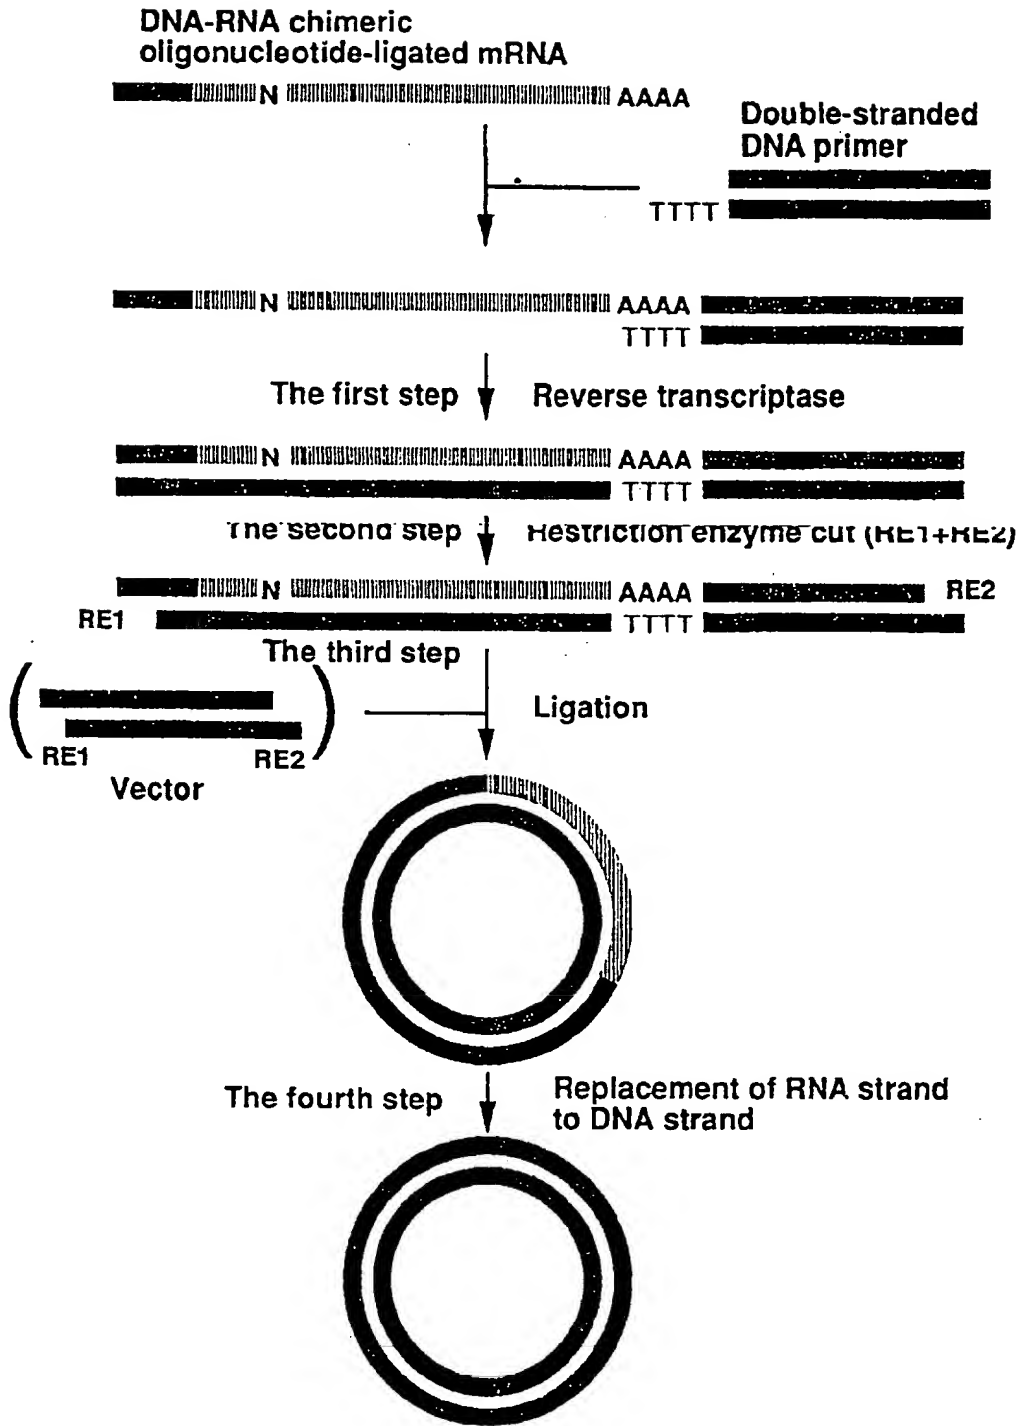 DNA-RNA chimeric
oligonucleotide-ligated mRNA
N AAAA
Double-stranded
DNA primer
TTTT
N AAAA
TTTT
The first step Reverse transcriptase
N AAAA
TTTT
The second step Restriction enzyme cut (RE1+RE2)
N AAAA RE2
RE1 TTTT
The third step
Ligation
RE1 RE2
Vector
The fourth step
Replacement of RNA strand
to DNA strand